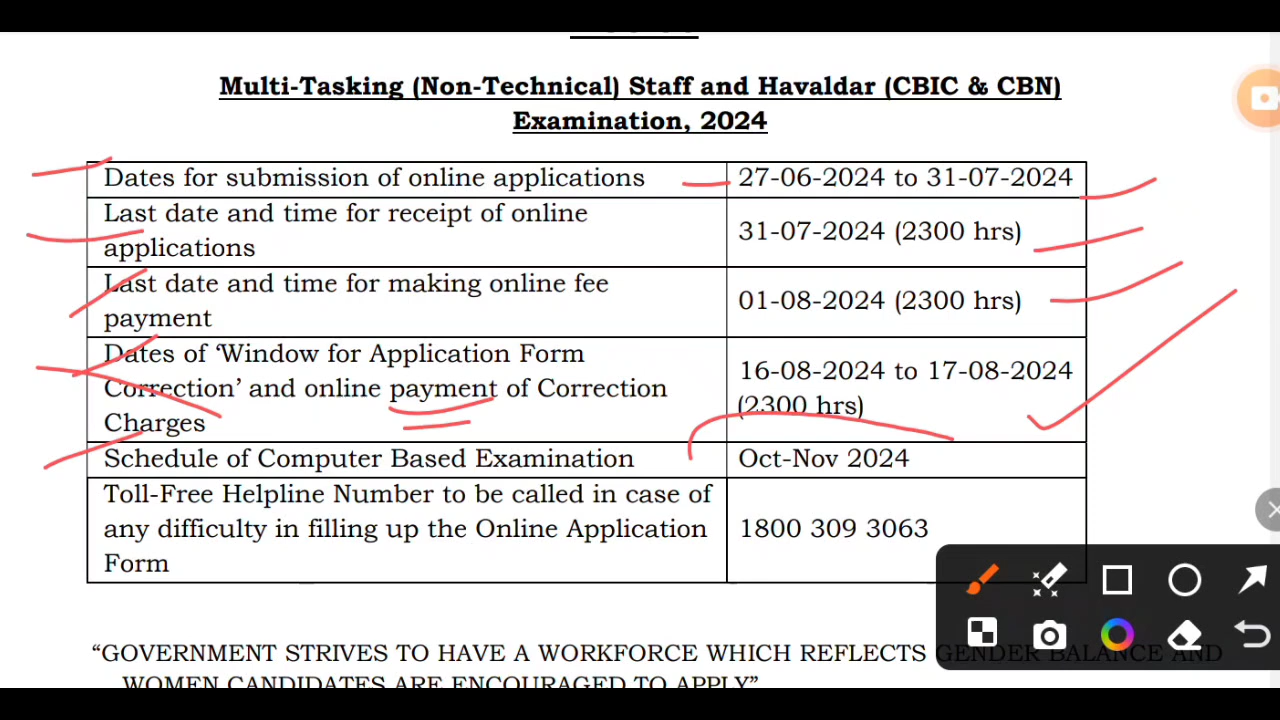 Multi-Tasking (Non-Technical) Staff and Havaldar (CBIC & CBN)
Examination, 2024
Dates for submission of online applications
27-06-2024 to 31-07-2024
Last date and time for receipt of online
applications
31-07-2024 (2300 hrs)
Last date and time for making online fee
payment
01-08-2024 (2300 hrs)
Dates of ‘Window for Application Form
Correction’ and online payment of Correction
Charges
16-08-2024 to 17-08-2024
(2300 hrs)
Schedule of Computer Based Examination
Oct-Nov 2024
Toll-Free Helpline Number to be called in case of
any difficulty in filling up the Online Application
Form
1800 309 3063
“GOVERNMENT STRIVES TO HAVE A WORKFORCE WHICH REFLECTS GENDER BALANCE AND
WOMEN CANDIDATES ARE ENCOURAGED TO APPLY”